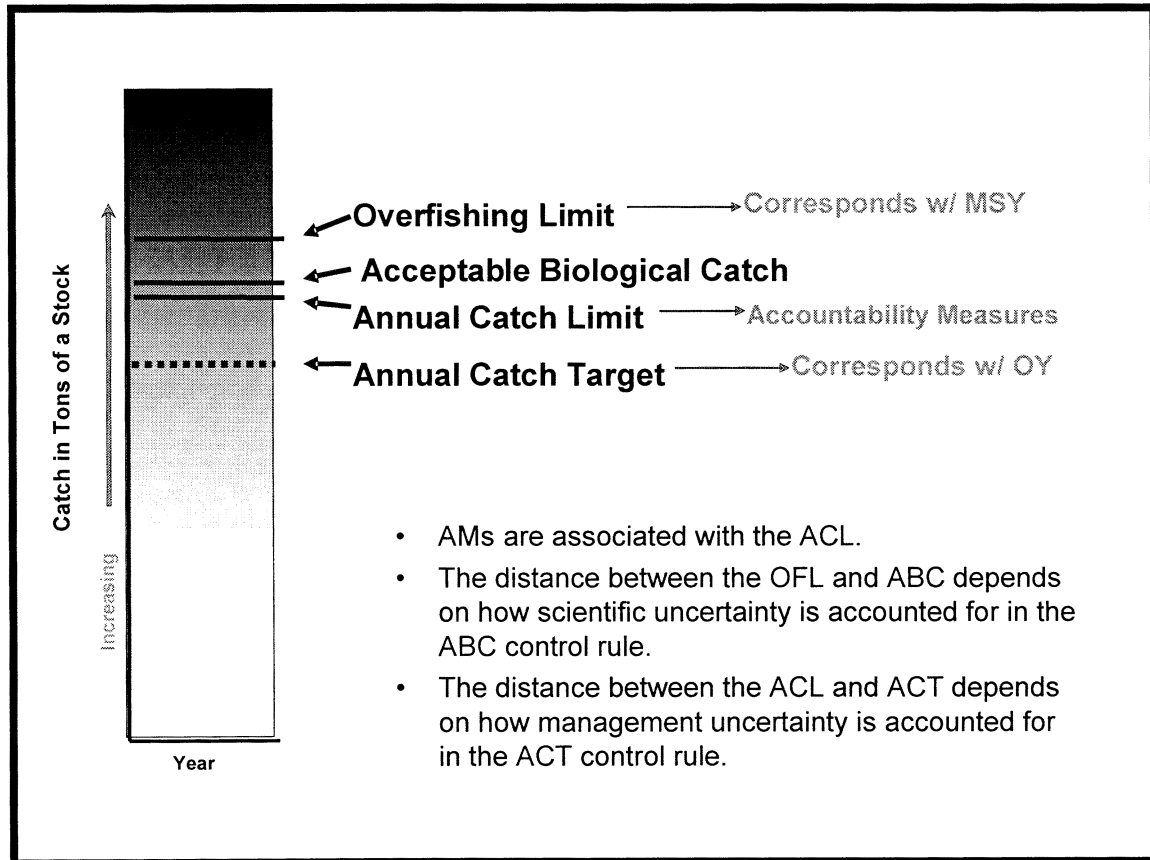 Overfishing Limit Corresponds w/ MSY
Acceptable Biological Catch
Annual Catch Limit Accountability Measures
Annual Catch Target Corresponds w/ OY
Catch in Tons of a Stock
Increasing
Year
• AMs are associated with the ACL.
• The distance between the OFL and ABC depends
on how scientific uncertainty is accounted for in the
ABC control rule.
• The distance between the ACL and ACT depends
on how management uncertainty is accounted for
in the ACT control rule.